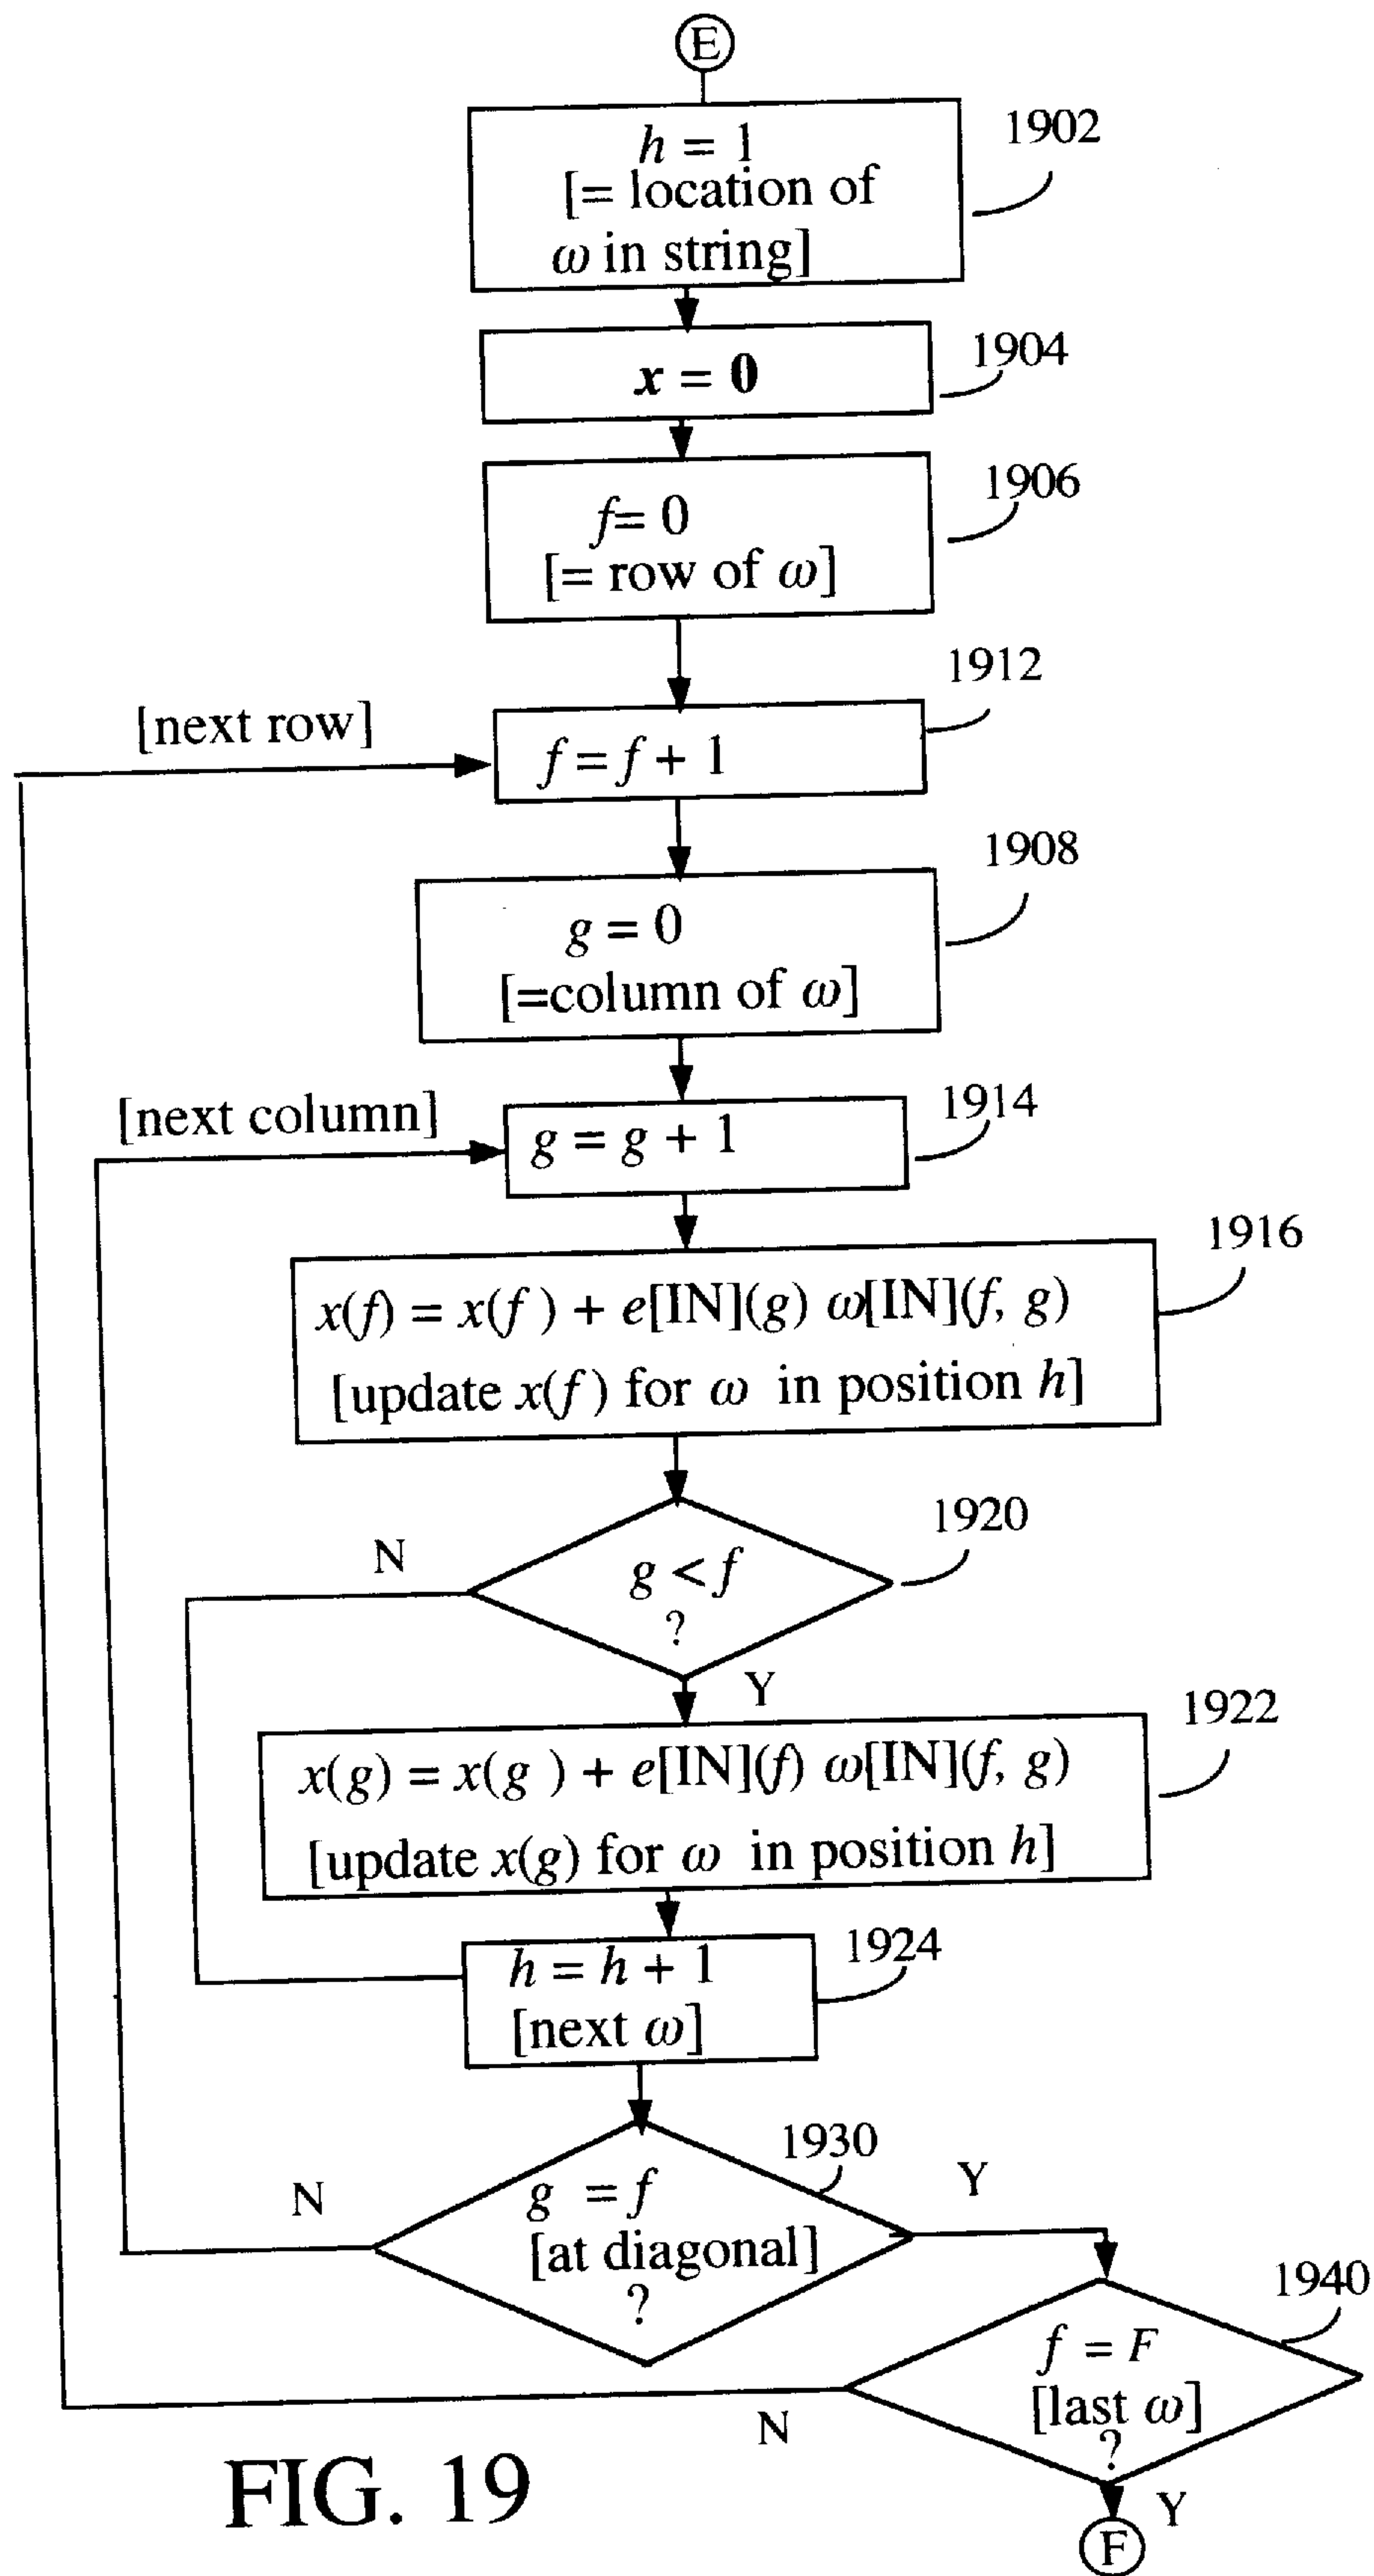 E
h = 1
[= location of
ω in string]
1902
x = 0
1904
f= 0
[= row of ω]
1906
1912
[next row]
f = f + 1
1908
g = 0
[=column of ω]
[next column]
1914
g = g + 1
1916
x(f) = x(f ) + e[IN](g) ω[IN](f, g)
[update x(f ) for ω in position h]
1920
N
g < f
?
Y
1922
x(g) = x(g ) + e[IN](f) ω[IN](f, g)
[update x(g) for ω in position h]
1924
h = h + 1
[next ω]
1930
N
g = f
Y
[at diagonal]
?
1940
f = F
[last ω]
?
N
Y
F
FIG. 19